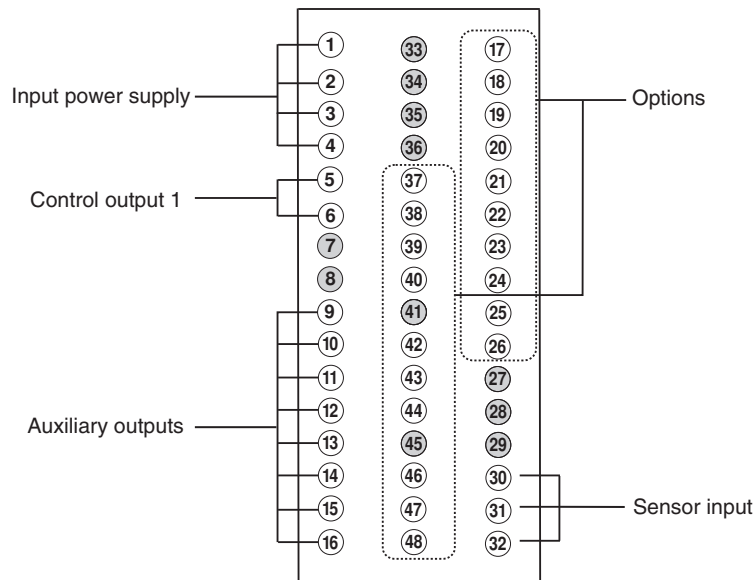 1 33 17
2 34 18
Input power supply Options
3 35 19
4 36 20
5 37 21
Control output 1
6 38 22
7 39 23
8 40 24
9 41 25
10 42 26
11 43 27
12 44 28
Auxiliary outputs
13 45 29
14 46 30
15 47 31 Sensor input
16 48 32